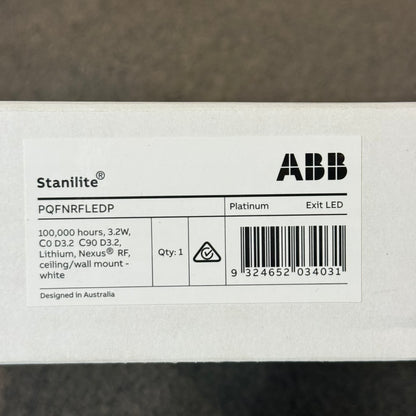 Stanilite® ABB
PQFNRFLEDP Platinum Exit LED
100,000 hours, 3.2W,
C0 D3.2 C90 D3.2,
Lithium, Nexus® RF,
ceiling/wall mount -
white
Qty: 1
9 324652 034031
Designed in Australia